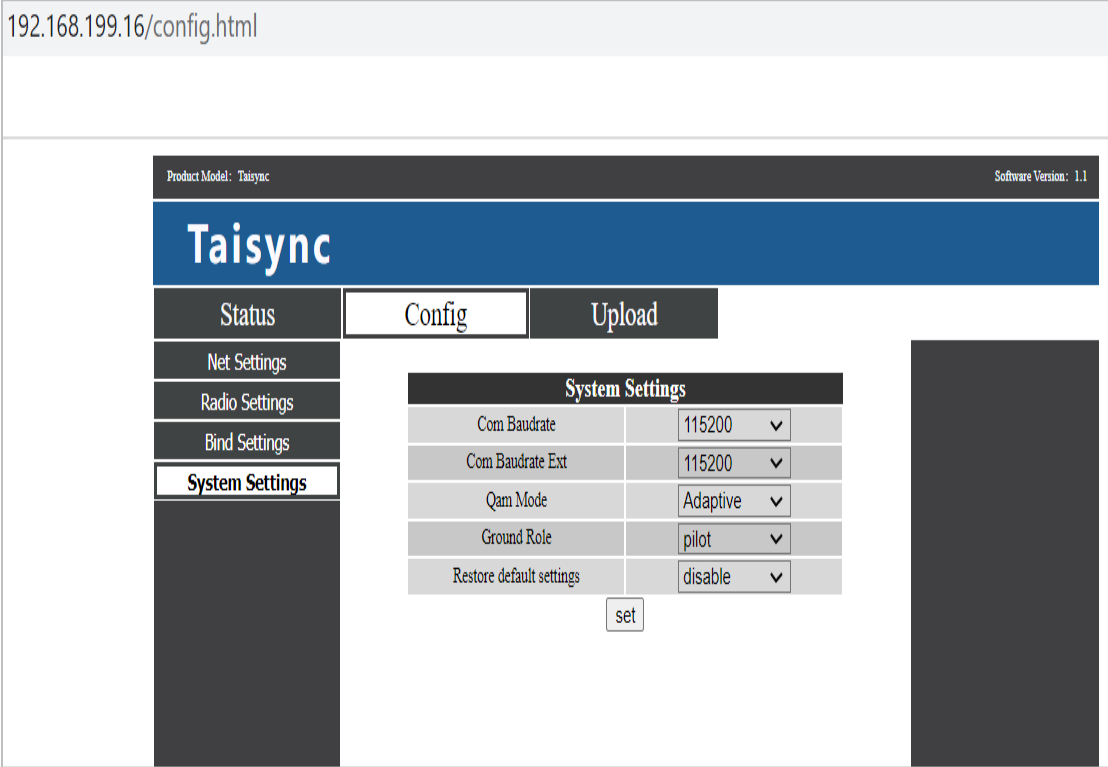 192.168.199.16/config.html
Product Model: Taisync Software Version: 1.1
Taisync
Status Config Upload
Net Settings
Radio Settings
Bind Settings
System Settings
System Settings
Com Baudrate 115200
Com Baudrate Ext 115200
Qam Mode Adaptive
Ground Role pilot
Restore default settings disable
set